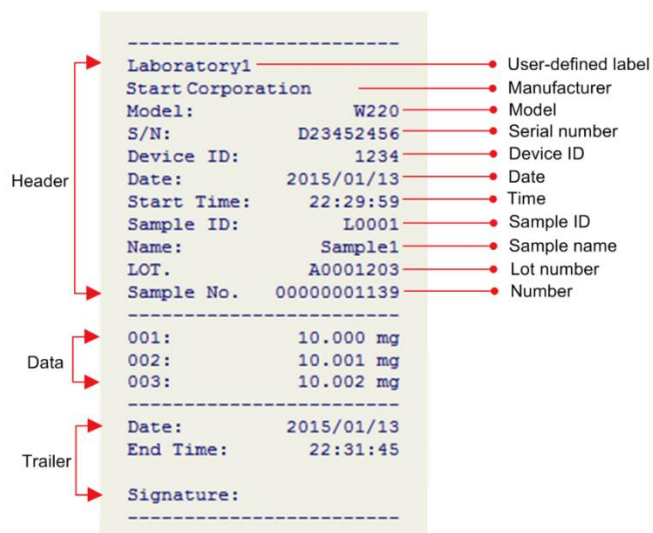 ------------------------
Laboratory1 User-defined label
Start Corporation Manufacturer
Model: W220 Model
S/N: D23452456 Serial number
Device ID: 1234 Device ID
Header Date: 2015/01/13 Date
Start Time: 22:29:59 Time
Sample ID: L0001 Sample ID
Name: Sample1 Sample name
LOT. A0001203 Lot number
Sample No. 00000001139 Number
------------------------
001: 10.000 mg
Data 002: 10.001 mg
003: 10.002 mg
------------------------
Date: 2015/01/13
Trailer End Time: 22:31:45
Signature:
------------------------